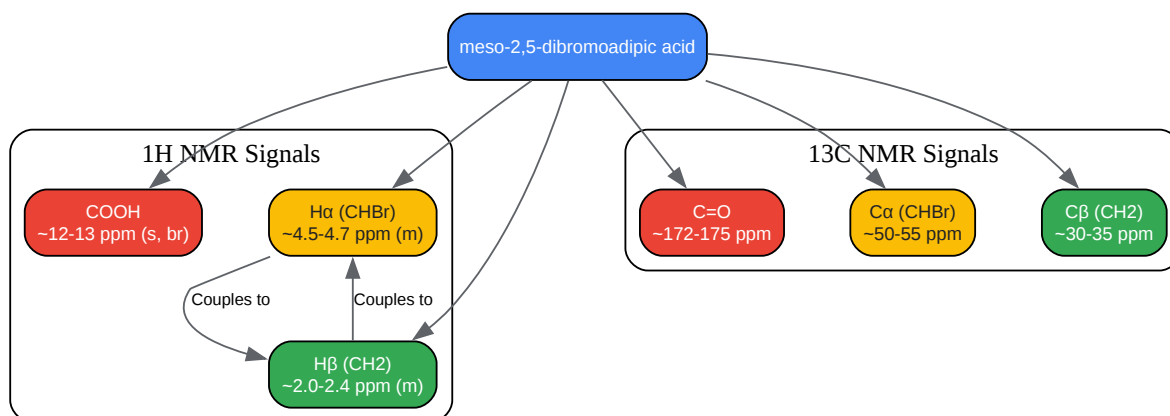 meso-2,5-dibromoadipic acid
1H NMR Signals
13C NMR Signals
COOH
~12-13 ppm (s, br)
Hα (CHBr)
~4.5-4.7 ppm (m)
C=O
~172-175 ppm
Cα (CHBr)
~50-55 ppm
Cβ (CH2)
~30-35 ppm
Couples to
Couples to
Hβ (CH2)
~2.0-2.4 ppm (m)